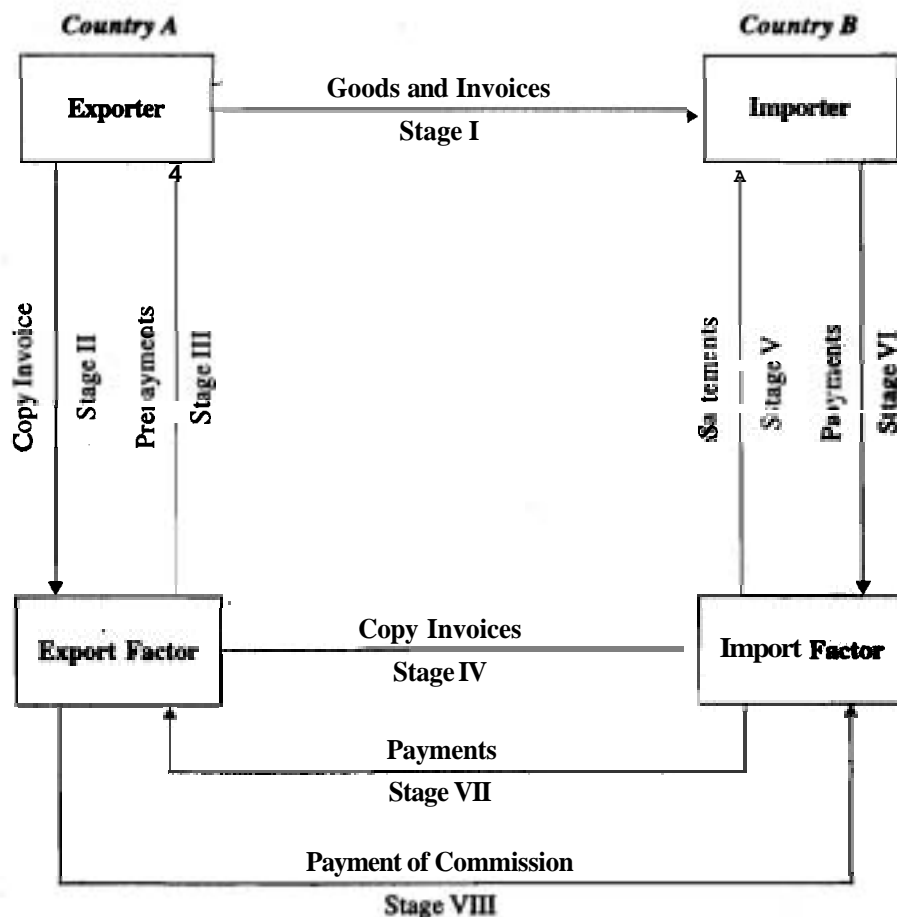 Country A
Country B
Exporter
Goods and Invoices
Stage I
Importer
4
Copy Invoice
Stage II
Stage III
Stage V
Payments
Stage VI
Export Factor
Copy Invoices
Stage IV
Import Factor
Payments
Stage VII
Payment of Commission
Stage VIII